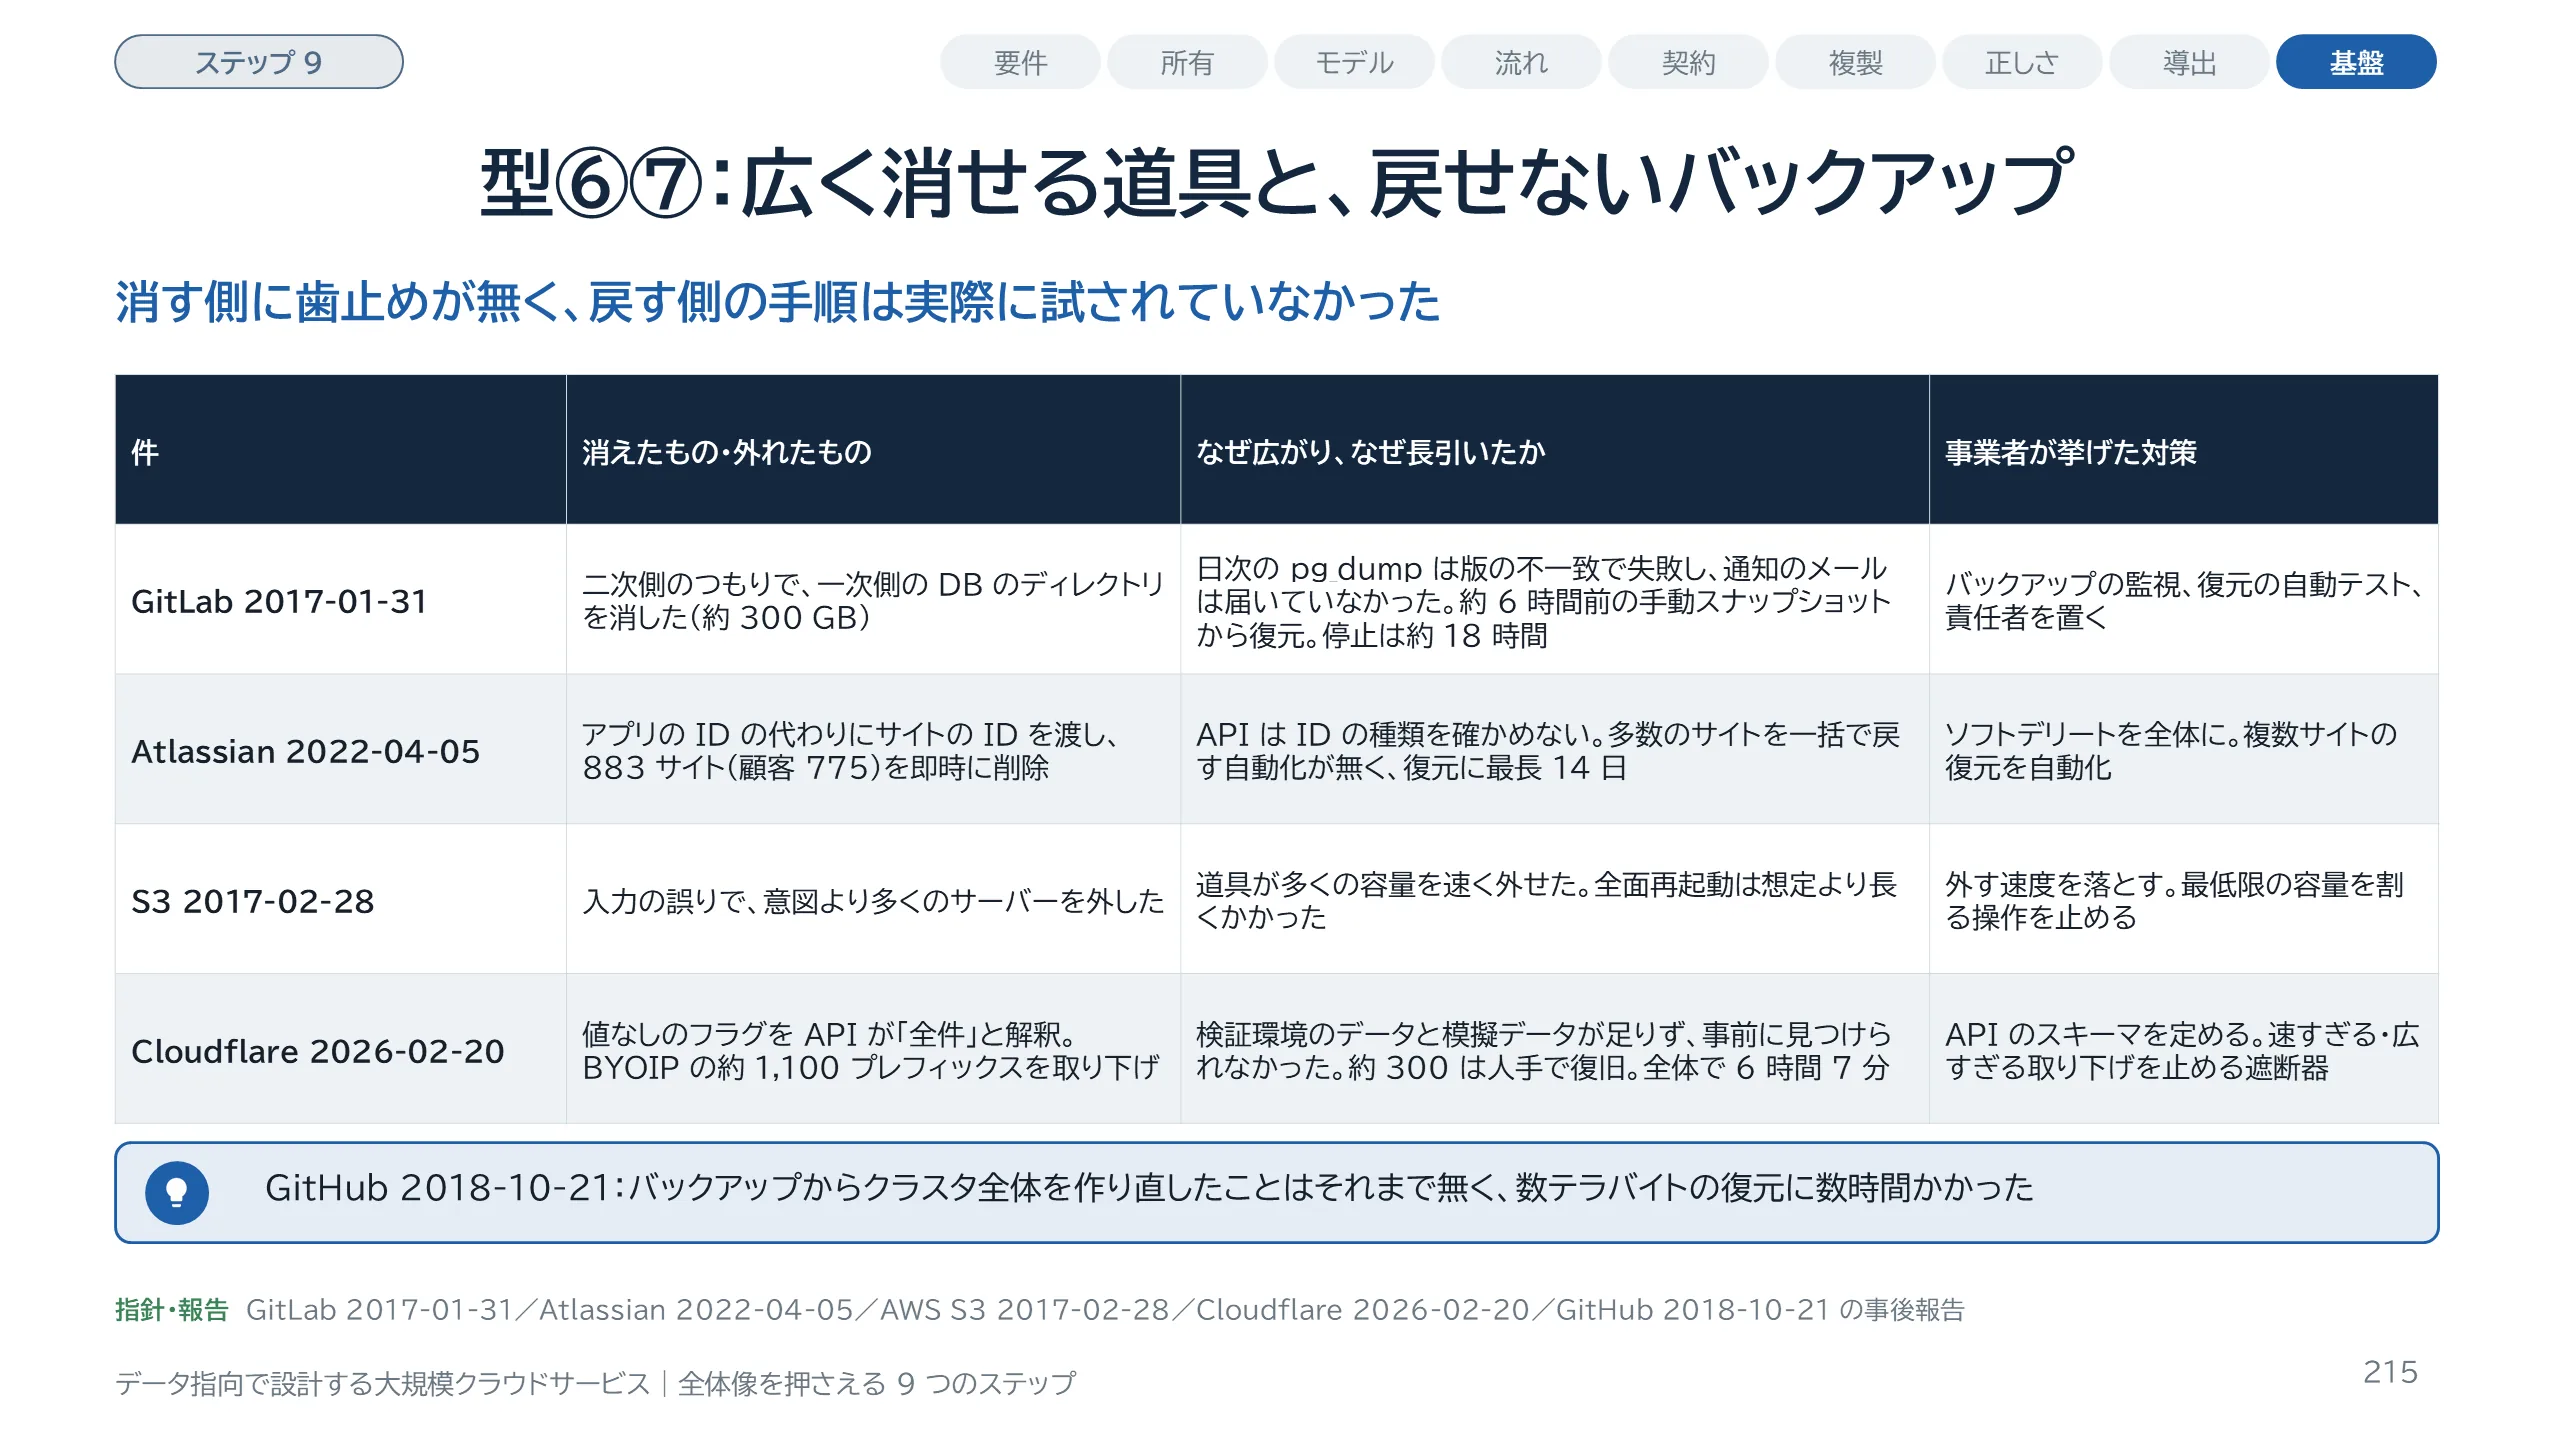 ステップ 9
要件
所有
モデル
流れ
契約
複製
正しさ
導出
基盤
型⑥⑦：広く消せる道具と、戻せないバックアップ
消す側に歯止めが無く、戻す側の手順は実際に試されていなかった
件
消えたもの・外れたもの
なぜ広がり、なぜ長引いたか
事業者が挙げた対策
GitLab 2017-01-31
二次側のつもりで、一次側の DB のディレクトリ
を消した（約 300 GB）
日次の pg_dump は版の不一致で失敗し、通知のメール
は届いていなかった。約 6 時間前の手動スナップショット
から復元。停止は約 18 時間
バックアップの監視、復元の自動テスト、
責任者を置く
Atlassian 2022-04-05
アプリの ID の代わりにサイトの ID を渡し、
883 サイト（顧客 775）を即時に削除
API は ID の種類を確かめない。多数のサイトを一括で戻
す自動化が無く、復元に最長 14 日
ソフトデリートを全体に。複数サイトの
復元を自動化
S3 2017-02-28
入力の誤りで、意図より多くのサーバーを外した
道具が多くの容量を速く外せた。全面再起動は想定より長
くかかった
外す速度を落とす。最低限の容量を割
る操作を止める
Cloudflare 2026-02-20
値なしのフラグを API が「全件」と解釈。
BYOIP の約 1,100 プレフィックスを取り下げ
検証環境のデータと模擬データが足りず、事前に見つけら
れなかった。約 300 は人手で復旧。全体で 6 時間 7 分
API のスキーマを定める。速すぎる・広
すぎる取り下げを止める遮断器
GitHub 2018-10-21：バックアップからクラスタ全体を作り直したことはそれまで無く、数テラバイトの復元に数時間かかった
指針・報告 GitLab 2017-01-31／Atlassian 2022-04-05／AWS S3 2017-02-28／Cloudflare 2026-02-20／GitHub 2018-10-21 の事後報告
データ指向で設計する大規模クラウドサービス｜全体像を押さえる 9 つのステップ
215